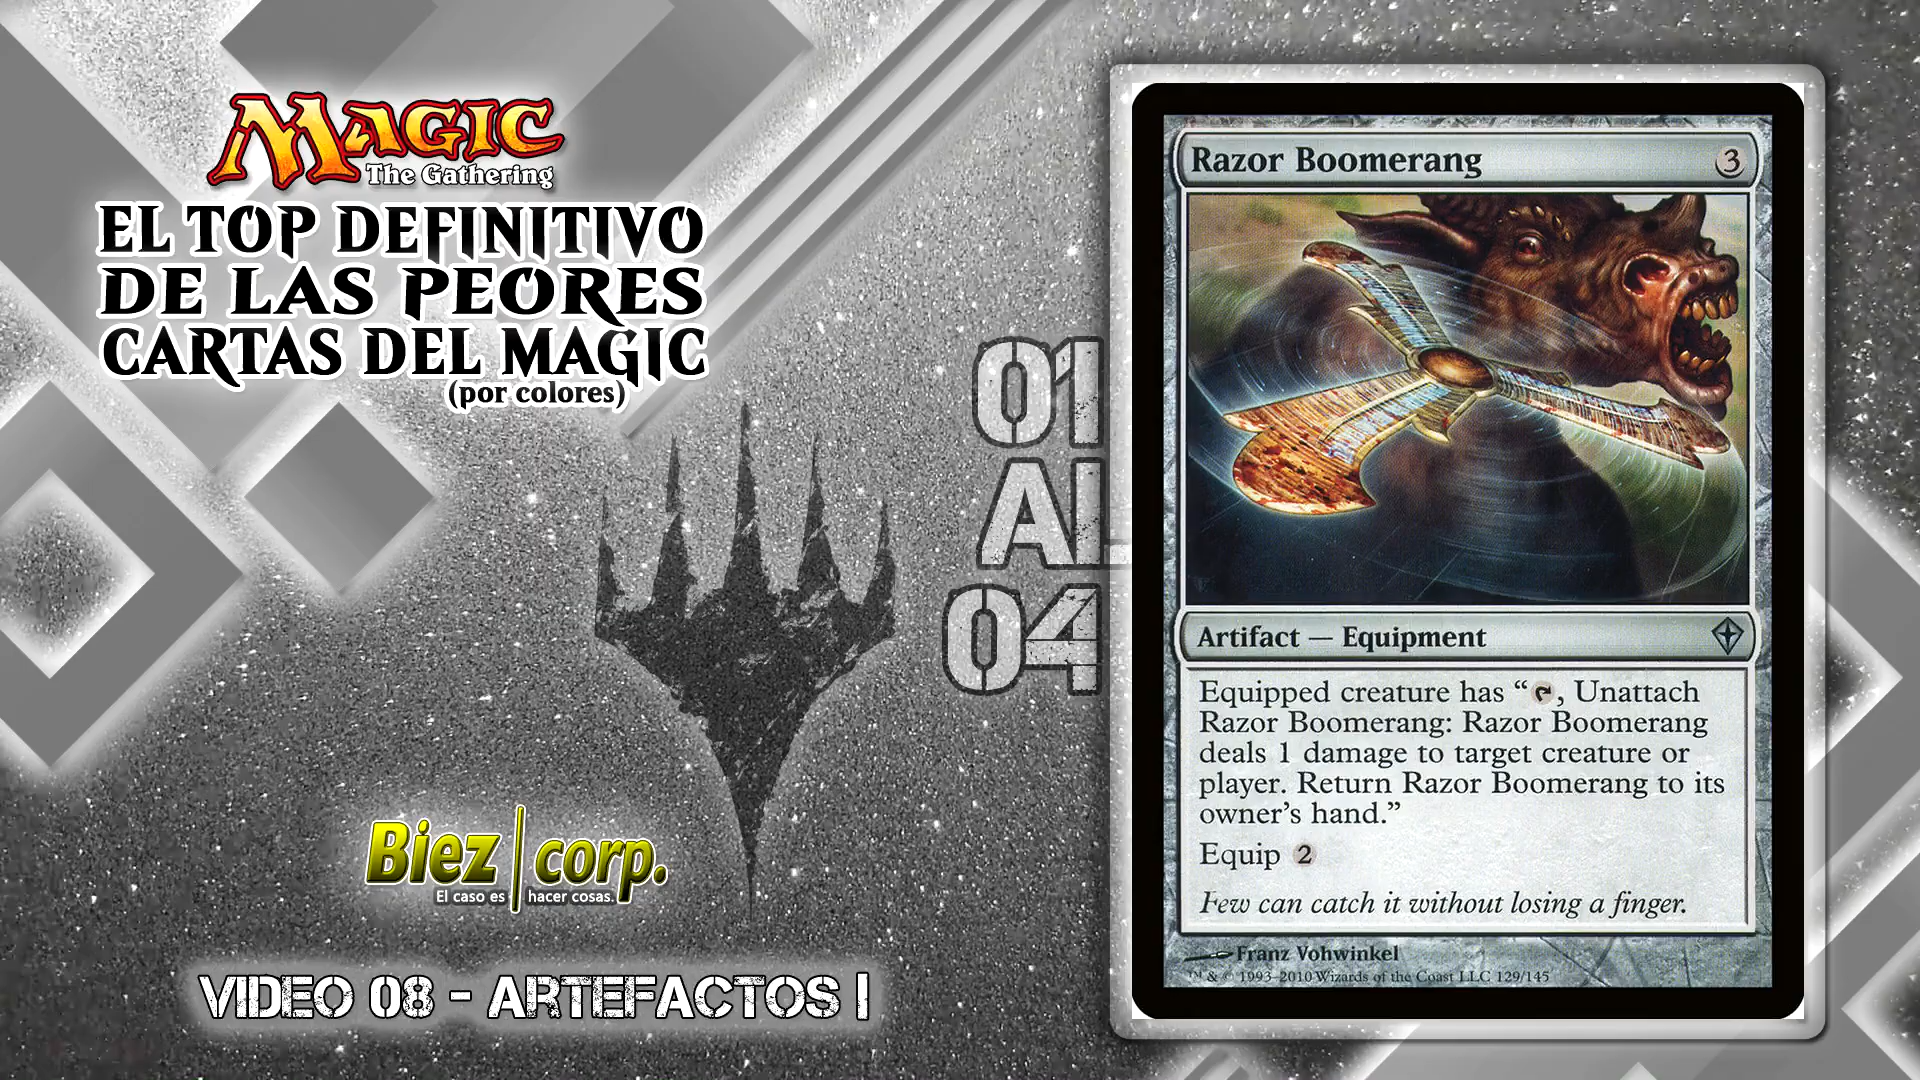 MAGIC
The Gathering
EL TOP DEFINITIVO
DE LAS PEORES
CARTAS DEL MAGIC
(por colores)
01
AL
04
Biez corp.
El caso es hacer cosas.
VIDEO 08 - ARTEFACTOS I
Razor Boomerang 3
Artifact — Equipment
Equipped creature has “ , Unattach
Razor Boomerang: Razor Boomerang
deals 1 damage to target creature or
player. Return Razor Boomerang to its
owner’s hand.”
Equip 2
Few can catch it without losing a finger.
Franz Vohwinkel
™ & © 1993–2010 Wizards of the Coast LLC 129/145